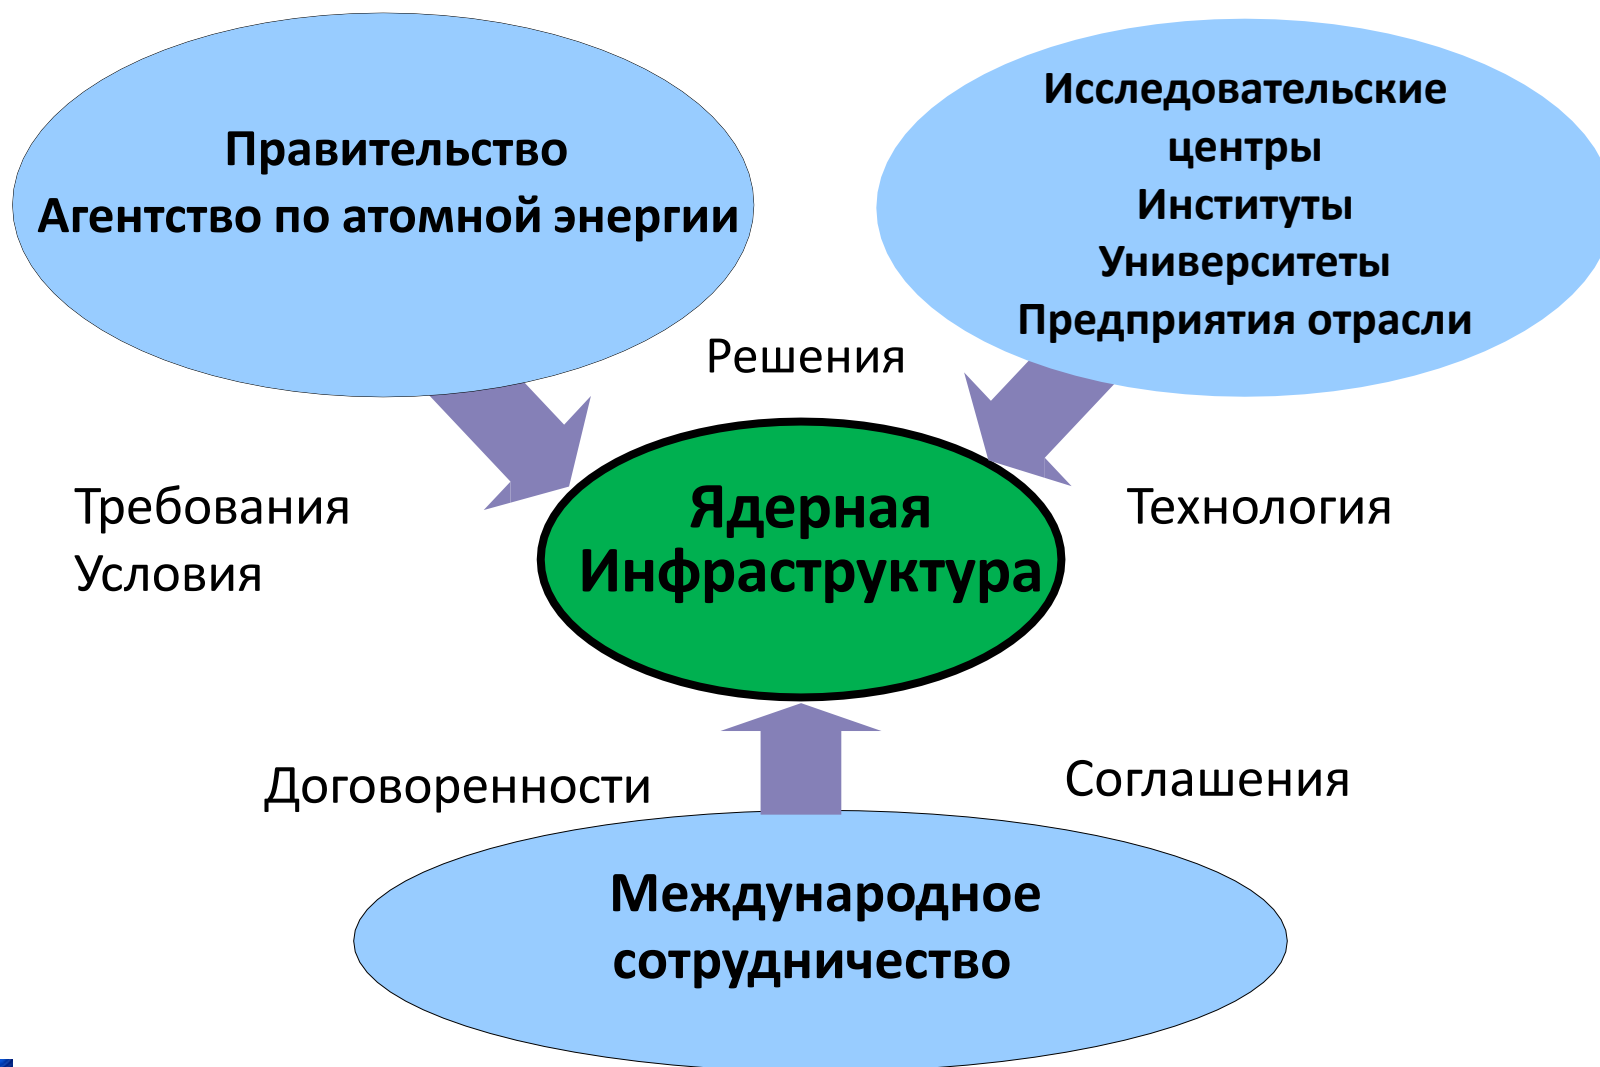 Правительство
Агентство по атомной энергии
Исследовательские
центры
Институты
Университеты
Предприятия отрасли
Решения
Требования
Условия
Ядерная
Инфраструктура
Технология
Договоренности
Соглашения
Международное
сотрудничество